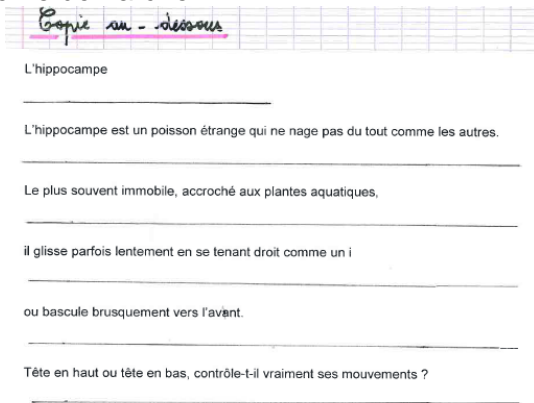 Copie au-dessous
L'hippocampe
L'hippocampe est un poisson étrange qui ne nage pas du tout comme les autres.
Le plus souvent immobile, accroché aux plantes aquatiques,
il glisse parfois lentement en se tenant droit comme un i
ou bascule brusquement vers l'avant.
Tête en haut ou tête en bas, contrôle-t-il vraiment ses mouvements ?